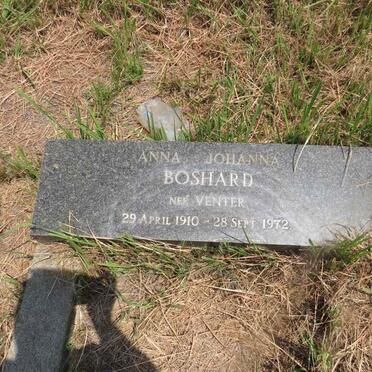 ANNA JOHANNA
BOSHARD
NEE VENTER
29 APRIL 1910 - 28 SEPT. 1972